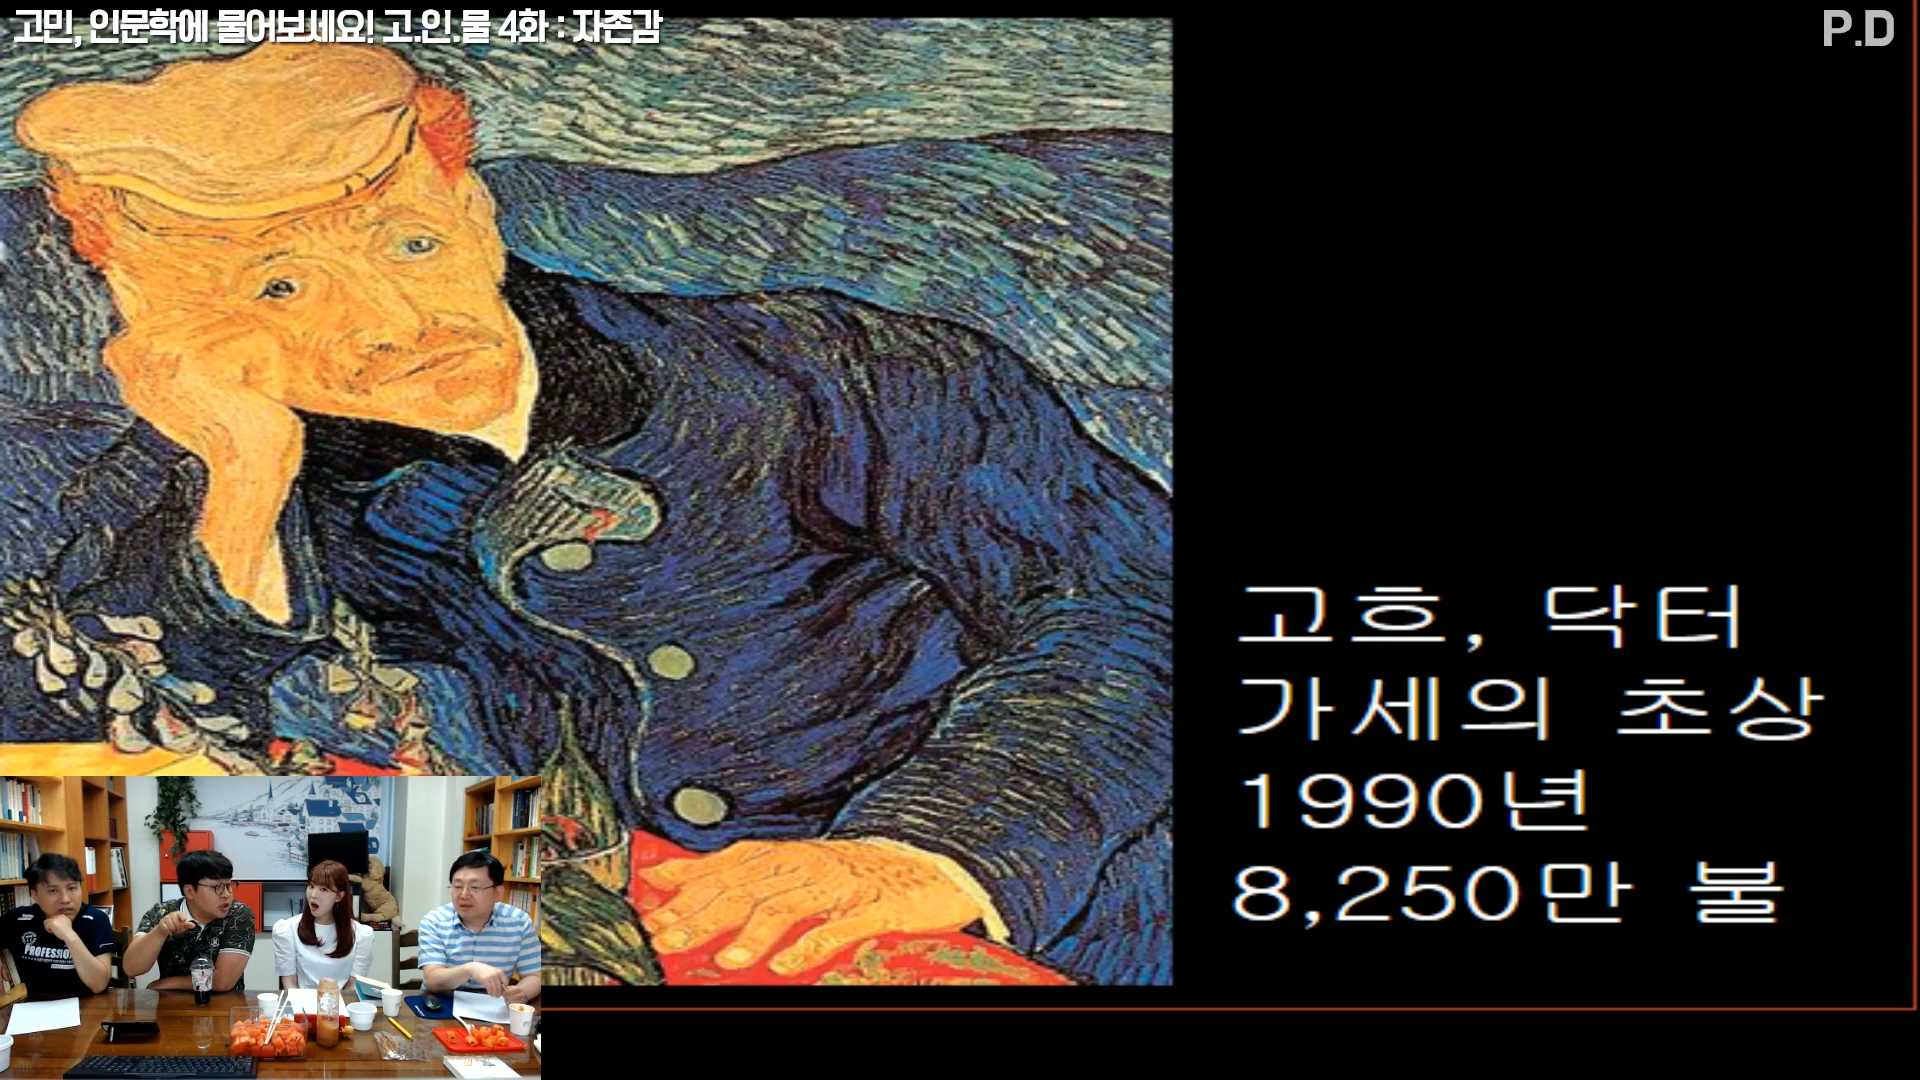 고민, 인문학에 물어보세요! 고.인.물 4화 : 자존감
P.D
고흐, 닥터
가세의 초상
1990년
8,250만 불
PROFESSO